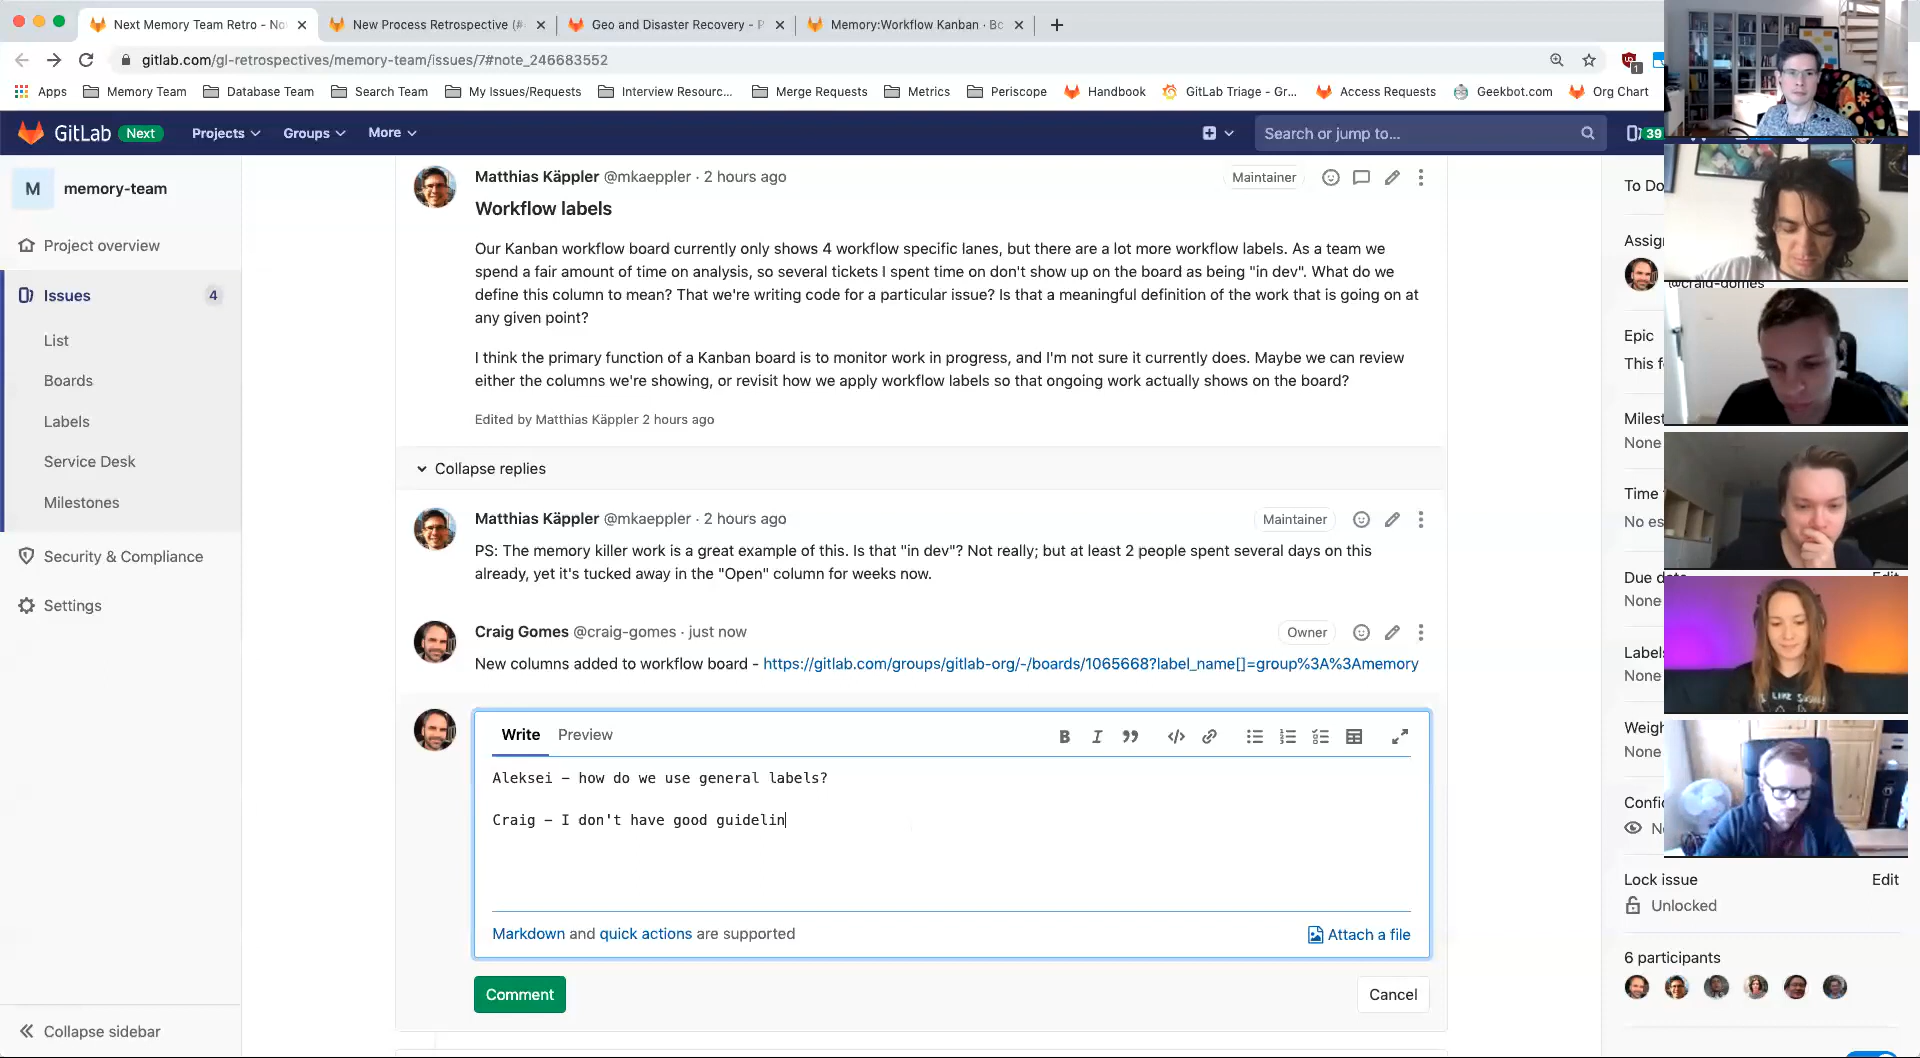 Next Memory Team Retro - No
New Process Retrospective (#
Geo and Disaster Recovery - P
Memory:Workflow Kanban · Bo
gitlab.com/gl-retrospectives/memory-team/issues/7#note_246683552
1
Apps
Memory Team
Database Team
Search Team
My Issues/Requests
Interview Resourc...
Merge Requests
Metrics
Periscope
Handbook
GitLab Triage - Gr...
Access Requests
Geekbot.com
Org Chart
GitLab Next
Projects
Groups
More
Search or jump to...
39
M memory-team
Project overview
Issues 4
List
Boards
Labels
Service Desk
Milestones
Security & Compliance
Settings
Collapse sidebar
Matthias Käppler @mkaeppler · 2 hours ago
Maintainer
Workflow labels
Our Kanban workflow board currently only shows 4 workflow specific lanes, but there are a lot more workflow labels. As a team we
spend a fair amount of time on analysis, so several tickets I spent time on don't show up on the board as being "in dev". What do we
define this column to mean? That we're writing code for a particular issue? Is that a meaningful definition of the work that is going on at
any given point?
I think the primary function of a Kanban board is to monitor work in progress, and I'm not sure it currently does. Maybe we can review
either the columns we're showing, or revisit how we apply workflow labels so that ongoing work actually shows on the board?
Edited by Matthias Käppler 2 hours ago
Collapse replies
Matthias Käppler @mkaeppler · 2 hours ago
Maintainer
PS: The memory killer work is a great example of this. Is that "in dev"? Not really; but at least 2 people spent several days on this
already, yet it's tucked away in the "Open" column for weeks now.
Craig Gomes @craig-gomes · just now
Owner
New columns added to workflow board - https://gitlab.com/groups/gitlab-org/-/boards/1065668?label_name[]=group%3A%3Amemory
Write Preview
Aleksei – how do we use general labels?
Craig – I don't have good guidelin
Markdown and quick actions are supported
Attach a file
Comment
Cancel
To Do
Assig
@craig-gomes
Epic
This f
Milest
None
Time
No es
Due da
Edit
None
Label
None
Weigh
None
Confi
Lock issue Edit
Unlocked
6 participants